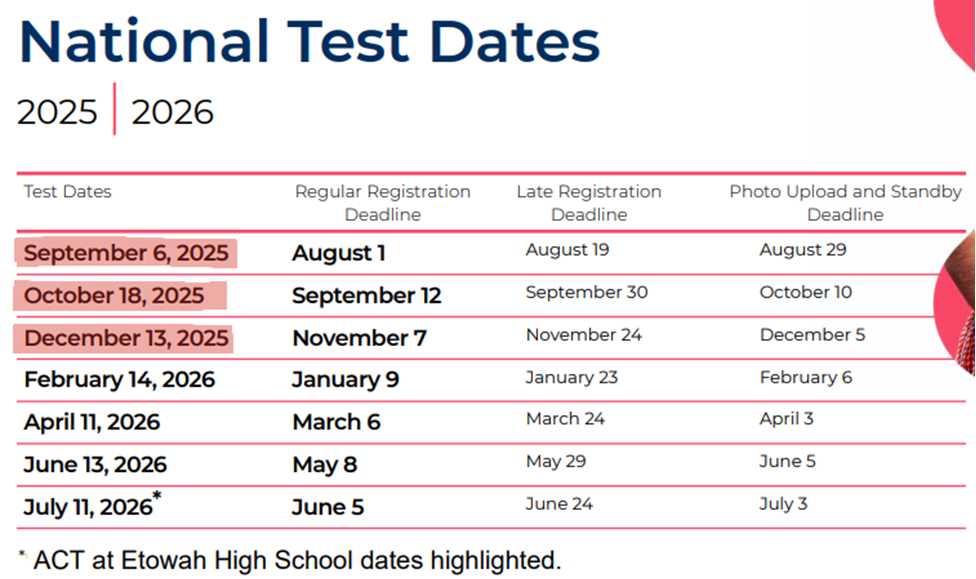 National Test Dates
2025 | 2026
Test Dates Regular Registration Deadline Late Registration Deadline Photo Upload and Standby Deadline
September 6, 2025 August 1 August 19 August 29
October 18, 2025 September 12 September 30 October 10
December 13, 2025 November 7 November 24 December 5
February 14, 2026 January 9 January 23 February 6
April 11, 2026 March 6 March 24 April 3
June 13, 2026 May 8 May 29 June 5
July 11, 2026* June 5 June 24 July 3
* ACT at Etowah High School dates highlighted.